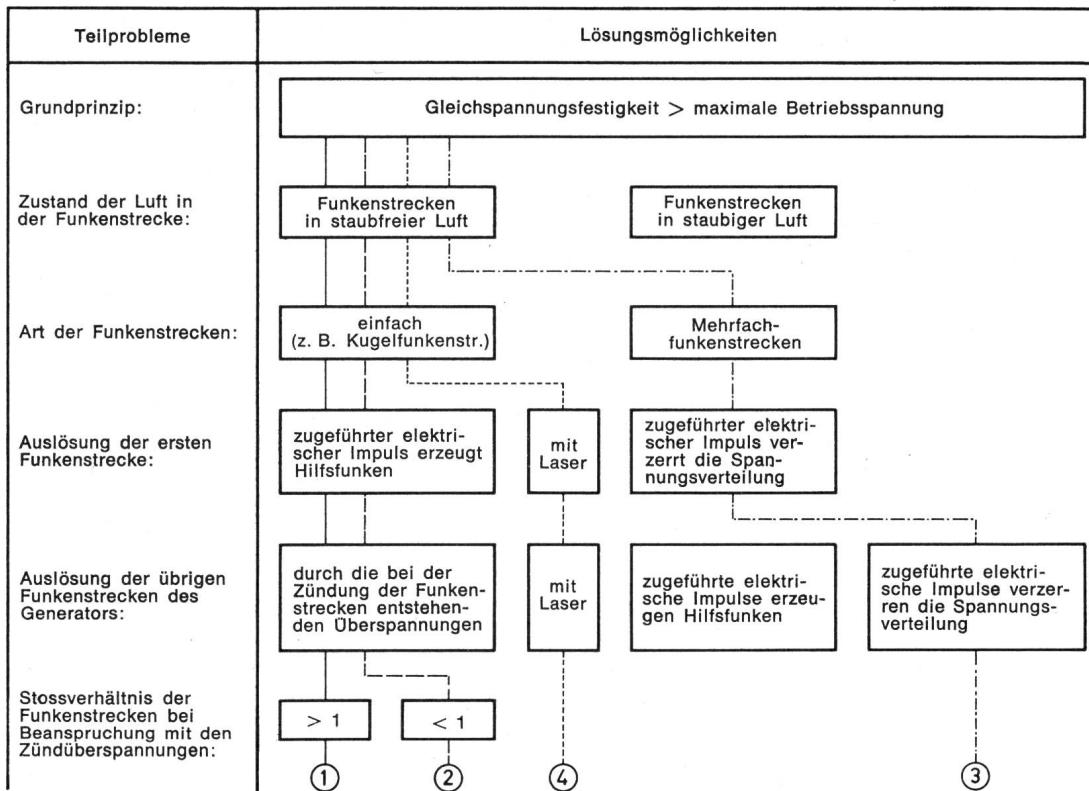 Teilprobleme
Lösungsmöglichkeiten
Grundprinzip:
Gleichspannungsfestigkeit > maximale Betriebsspannung
Zustand der Luft in
der Funkenstrecke:
Funkenstrecken
in staubfreier Luft
Funkenstrecken
in staubiger Luft
Art der Funkenstrecken:
einfach
(z. B. Kugelfunkenstr.)
Mehrfach-
funkenstrecken
Auslösung der ersten
Funkenstrecke:
zugeführter elektri-
scher Impuls erzeugt
Hilfsfunken
mit
Laser
zugeführter elektri-
scher Impuls ver-
zerrt die Span-
nungsverteilung
Auslösung der übrigen
Funkenstrecken des
Generators:
durch die bei der
Zündung der Funken-
strecken entstehen-
den Überspannungen
mit
Laser
zugeführte elektri-
sche Impulse erzeu-
gen Hilfsfunken
zugeführte elektri-
sche Impulse verzer-
ren die Spannungs-
verteilung
Stossverhältnis der
Funkenstrecken bei
Beanspruchung mit den
Zündüberspannungen:
> 1
< 1
1
2
4
3